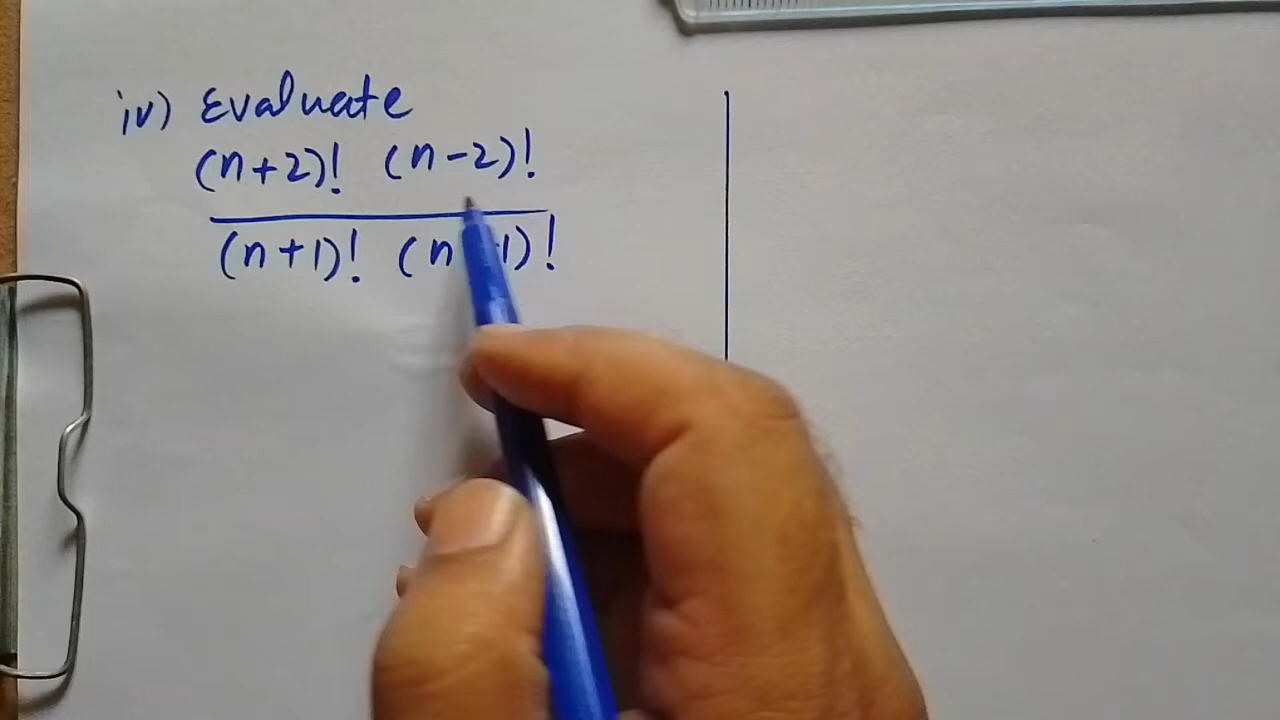 iv) Evaluate
(n+2)! (n-2)!
(n+1)! (n-1)!